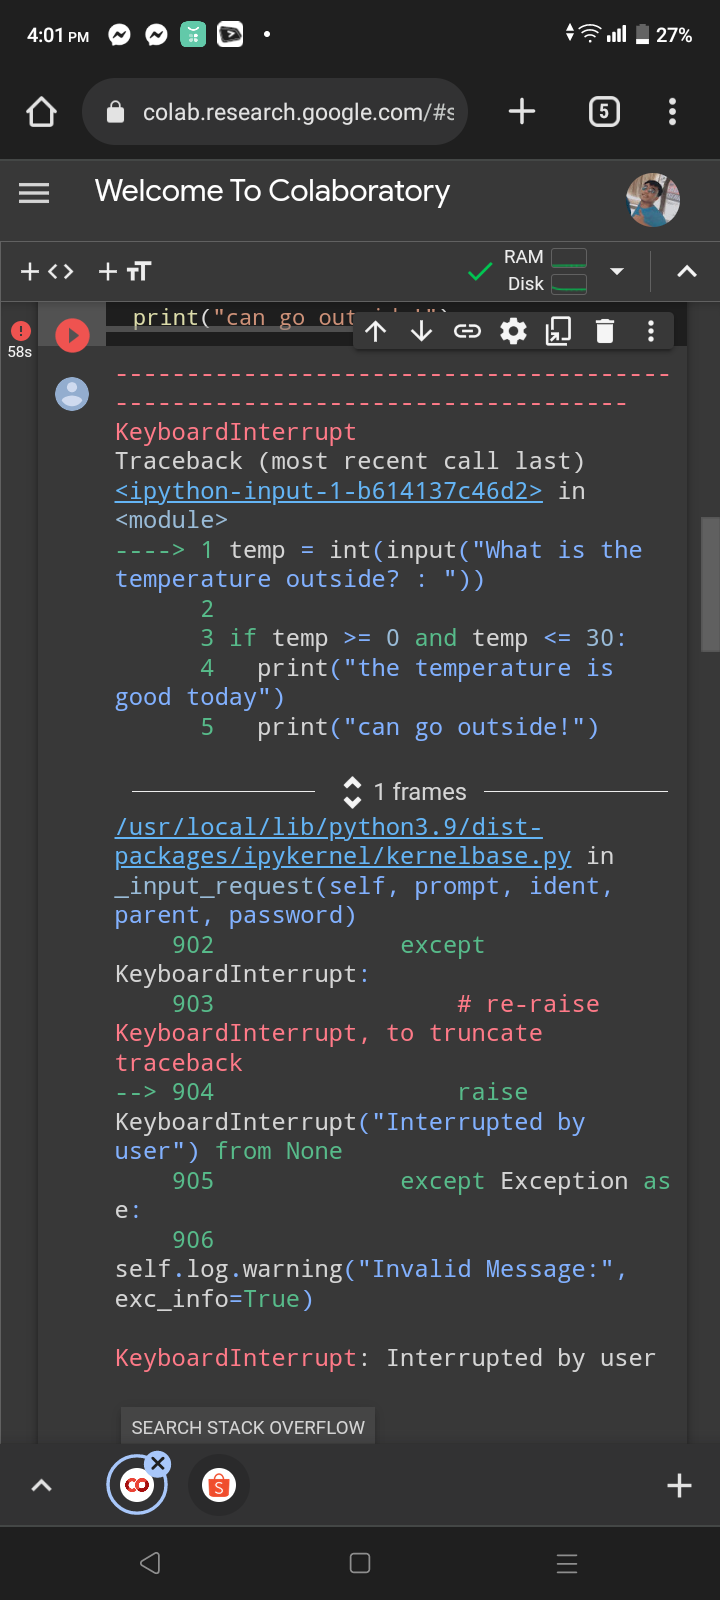 4:01 PM 27%
colab.research.google.com/#s 5
Welcome To Colaboratory
+ <> + TT RAM
Disk
print("can go out
58s
---------------------------------------
------------------------------------
KeyboardInterrupt
Traceback (most recent call last)
<ipython-input-1-b614137c46d2> in
<module>
----> 1 temp = int(input("What is the
temperature outside? : "))
2
3 if temp >= 0 and temp <= 30:
4   print("the temperature is
good today")
5   print("can go outside!")
1 frames
/usr/local/lib/python3.9/dist-
packages/ipykernel/kernelbase.py in
_input_request(self, prompt, ident,
parent, password)
902             except
KeyboardInterrupt:
903                 # re-raise
KeyboardInterrupt, to truncate
traceback
--> 904                 raise
KeyboardInterrupt("Interrupted by
user") from None
905             except Exception as
e:
906
self.log.warning("Invalid Message:",
exc_info=True)
KeyboardInterrupt: Interrupted by user
SEARCH STACK OVERFLOW